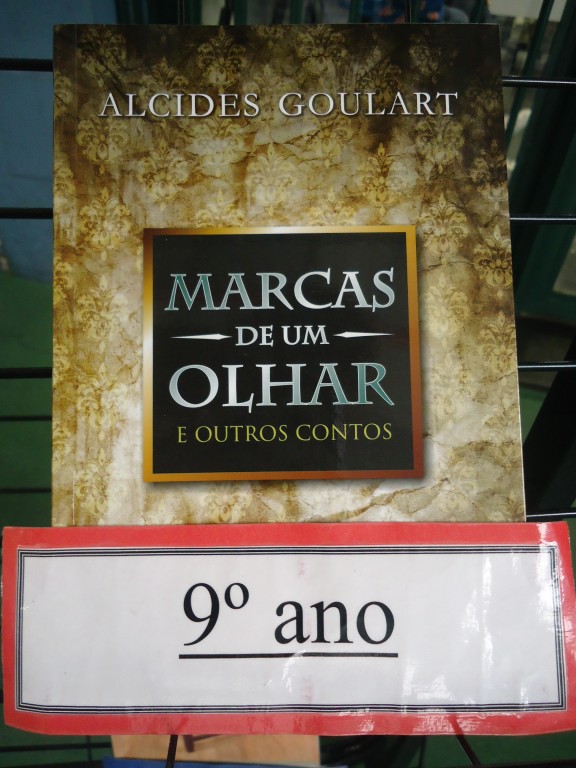 ALCIDES GOULART
MARCAS
DE UM
OLHAR
E OUTROS CONTOS
9º ano